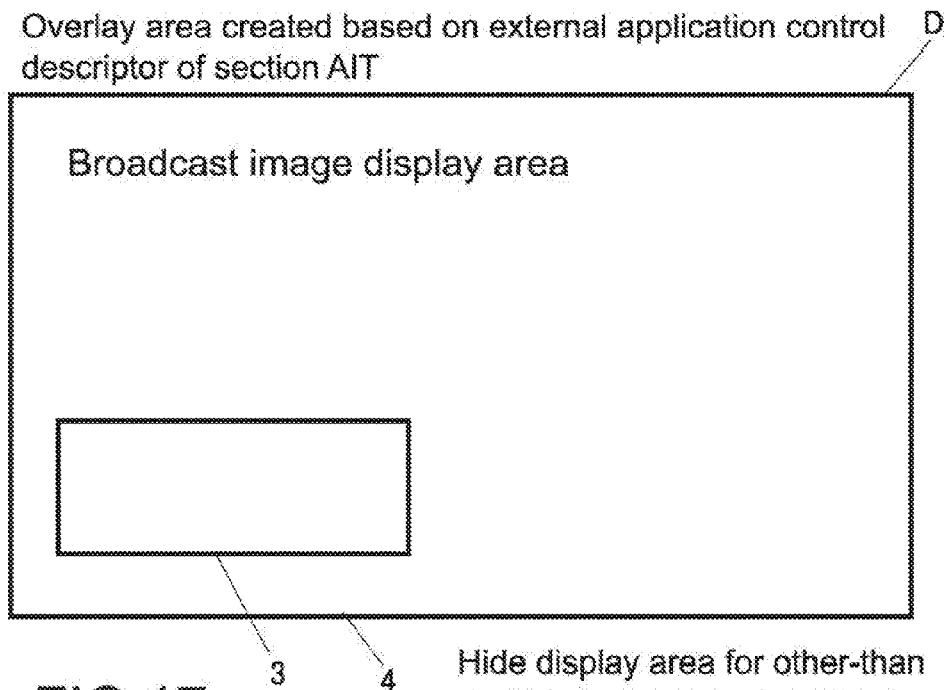 Overlay area created based on external application control D
descriptor of section AIT
Broadcast image display area
3
4
Hide display area for other-than